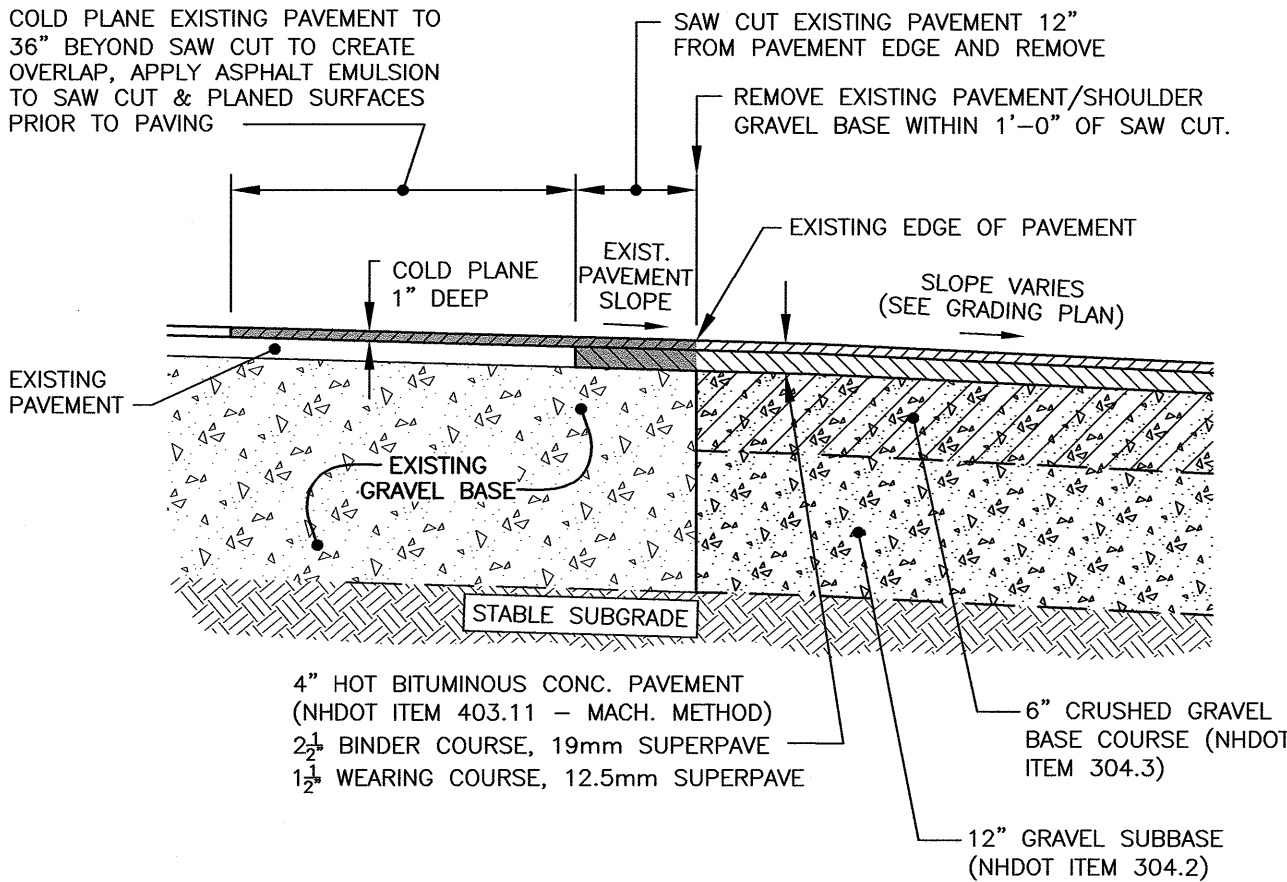 COLD PLANE EXISTING PAVEMENT TO
36" BEYOND SAW CUT TO CREATE
OVERLAP, APPLY ASPHALT EMULSION
TO SAW CUT & PLANED SURFACES
PRIOR TO PAVING
SAW CUT EXISTING PAVEMENT 12"
FROM PAVEMENT EDGE AND REMOVE
REMOVE EXISTING PAVEMENT/SHOULDER
GRAVEL BASE WITHIN 1'-0" OF SAW CUT.
EXISTING EDGE OF PAVEMENT
COLD PLANE
1" DEEP
EXIST.
PAVEMENT
SLOPE
SLOPE VARIES
(SEE GRADING PLAN)
EXISTING
PAVEMENT
EXISTING
GRAVEL BASE
STABLE SUBGRADE
4" HOT BITUMINOUS CONC. PAVEMENT
(NHDOT ITEM 403.11 – MACH. METHOD)
2½" BINDER COURSE, 19mm SUPERPAVE
1½" WEARING COURSE, 12.5mm SUPERPAVE
6" CRUSHED GRAVEL
BASE COURSE (NHDOT
ITEM 304.3)
12" GRAVEL SUBBASE
(NHDOT ITEM 304.2)